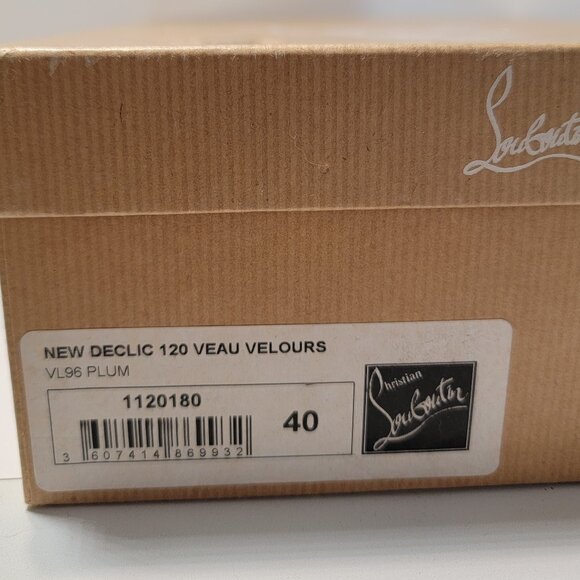 Louboutin
NEW DECLIC 120 VEAU VELOURS
VL96 PLUM
1120180
40
3 607414 869932
Christian
Louboutin